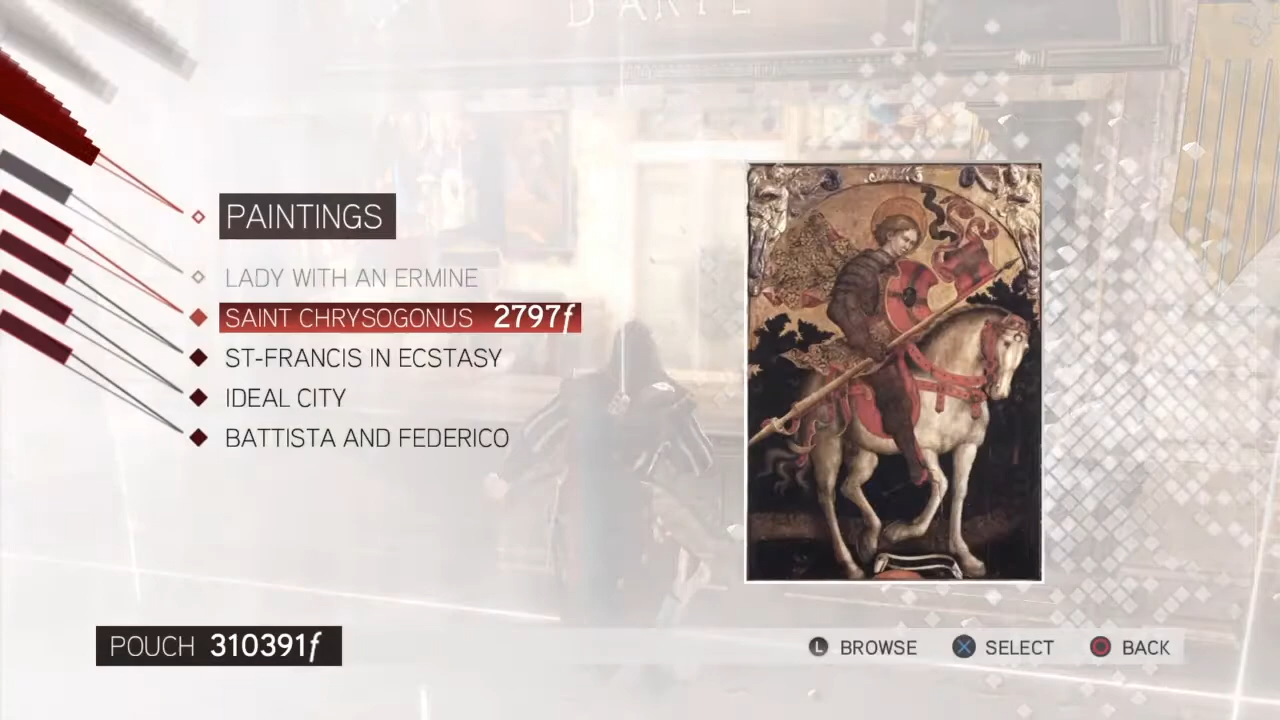 D'ARTE
PAINTINGS
LADY WITH AN ERMINE
SAINT CHRYSOGONUS 2797f
ST-FRANCIS IN ECSTASY
IDEAL CITY
BATTISTA AND FEDERICO
POUCH 310391f
L BROWSE
SELECT
BACK